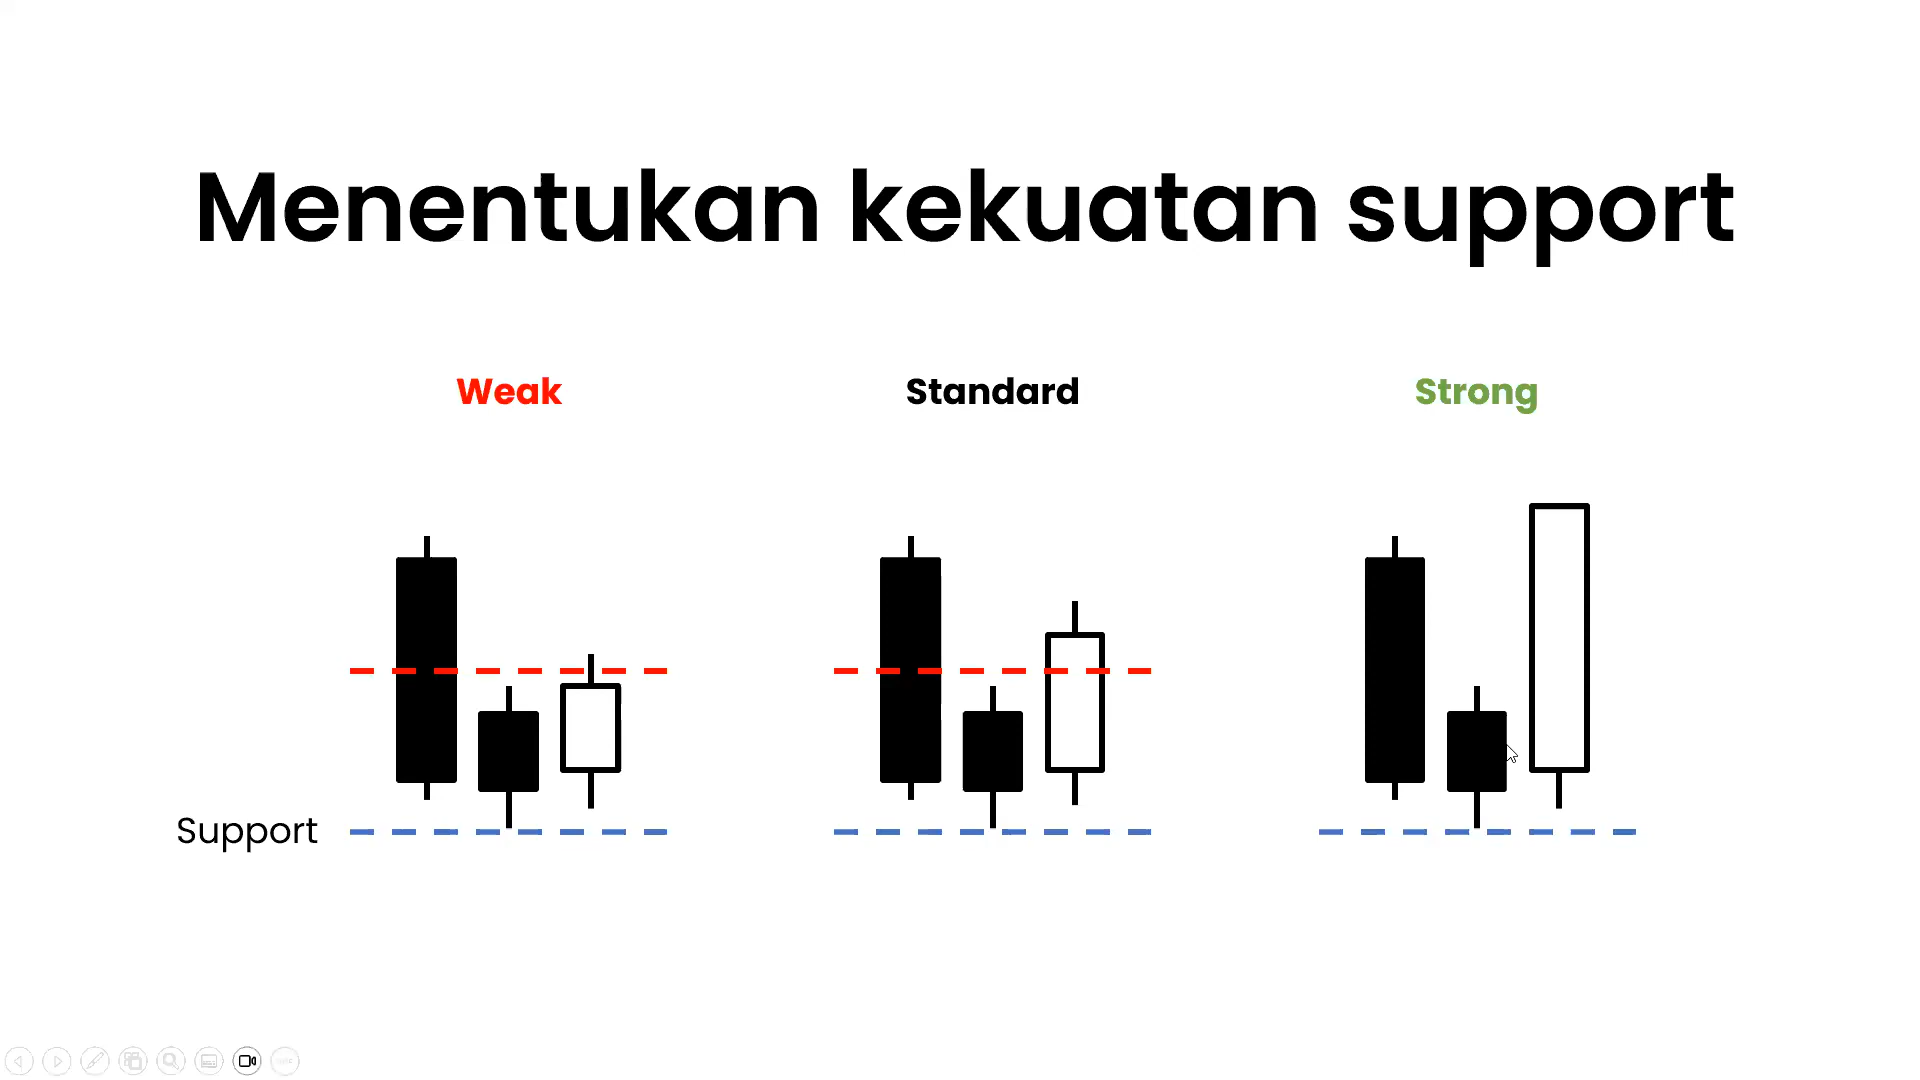 Menentukan kekuatan support
Weak
Standard
Strong
Support